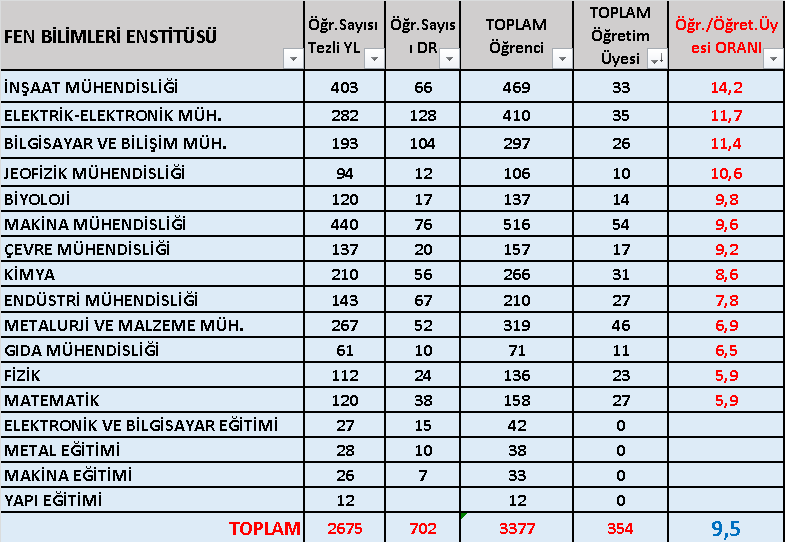 FEN BİLİMLERİ ENSTİTÜSÜ Öğr.Sayısı Tezli YL Öğr.Sayısı DR TOPLAM Öğrenci TOPLAM Öğretim Üyesi Öğr./Öğret.Üyesi ORANI
İNŞAAT MÜHENDİSLİĞİ 403 66 469 33 14,2
ELEKTRİK-ELEKTRONİK MÜH. 282 128 410 35 11,7
BİLGİSAYAR VE BİLİŞİM MÜH. 193 104 297 26 11,4
JEOFİZİK MÜHENDİSLİĞİ 94 12 106 10 10,6
BİYOLOJİ 120 17 137 14 9,8
MAKİNA MÜHENDİSLİĞİ 440 76 516 54 9,6
ÇEVRE MÜHENDİSLİĞİ 137 20 157 17 9,2
KİMYA 210 56 266 31 8,6
ENDÜSTRİ MÜHENDİSLİĞİ 143 67 210 27 7,8
METALURJİ VE MALZEME MÜH. 267 52 319 46 6,9
GIDA MÜHENDİSLİĞİ 61 10 71 11 6,5
FİZİK 112 24 136 23 5,9
MATEMATİK 120 38 158 27 5,9
ELEKTRONİK VE BİLGİSAYAR EĞİTİMİ 27 15 42 0
METAL EĞİTİMİ 28 10 38 0
MAKİNA EĞİTİMİ 26 7 33 0
YAPI EĞİTİMİ 12 12 0
TOPLAM 2675 702 3377 354 9,5